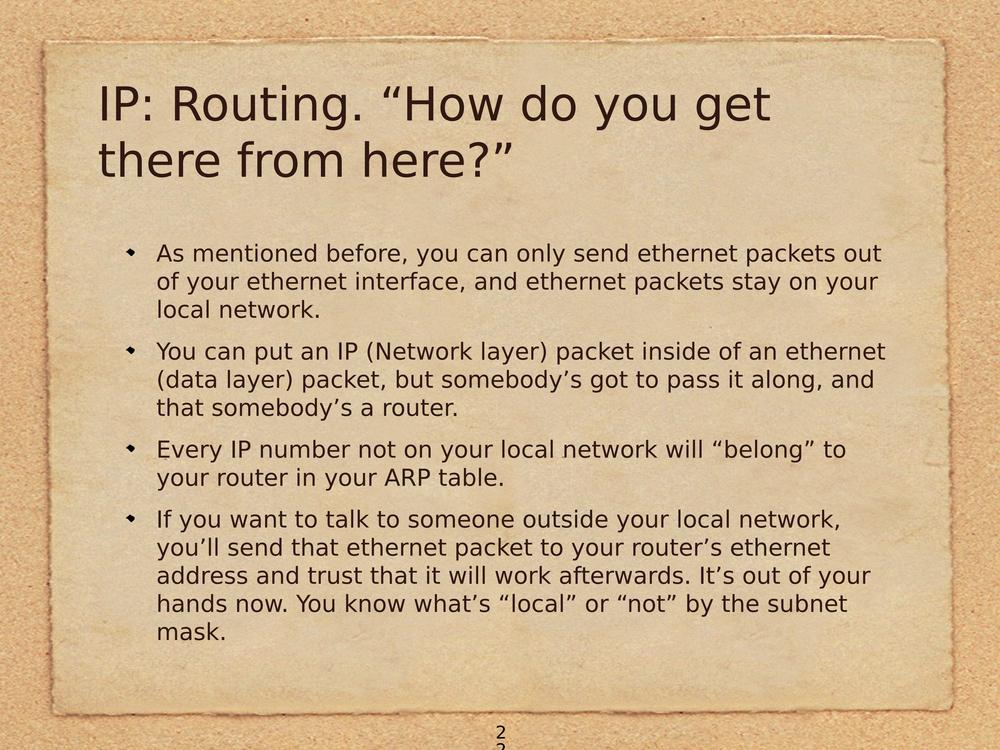 IP: Routing. “How do you get
there from here?”
As mentioned before, you can only send ethernet packets out
of your ethernet interface, and ethernet packets stay on your
local network.
You can put an IP (Network layer) packet inside of an ethernet
(data layer) packet, but somebody’s got to pass it along, and
that somebody’s a router.
Every IP number not on your local network will “belong” to
your router in your ARP table.
If you want to talk to someone outside your local network,
you’ll send that ethernet packet to your router’s ethernet
address and trust that it will work afterwards. It’s out of your
hands now. You know what’s “local” or “not” by the subnet
mask.
2
2